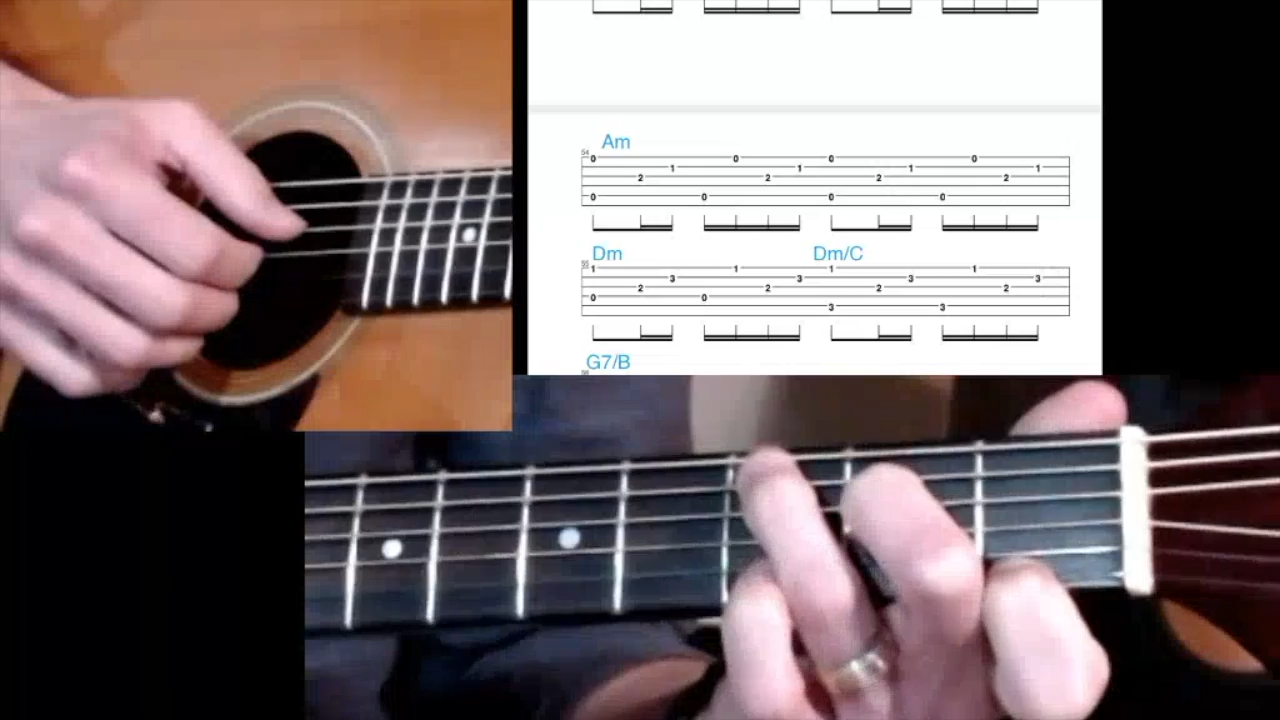 Am
54
0 1 0 0 1 0 1
2 2 2 2
0 0 0 0
Dm Dm/C
55
1 1 1 1
3 3 3 3
2 2 2 2
0 0
3 3
G7/B